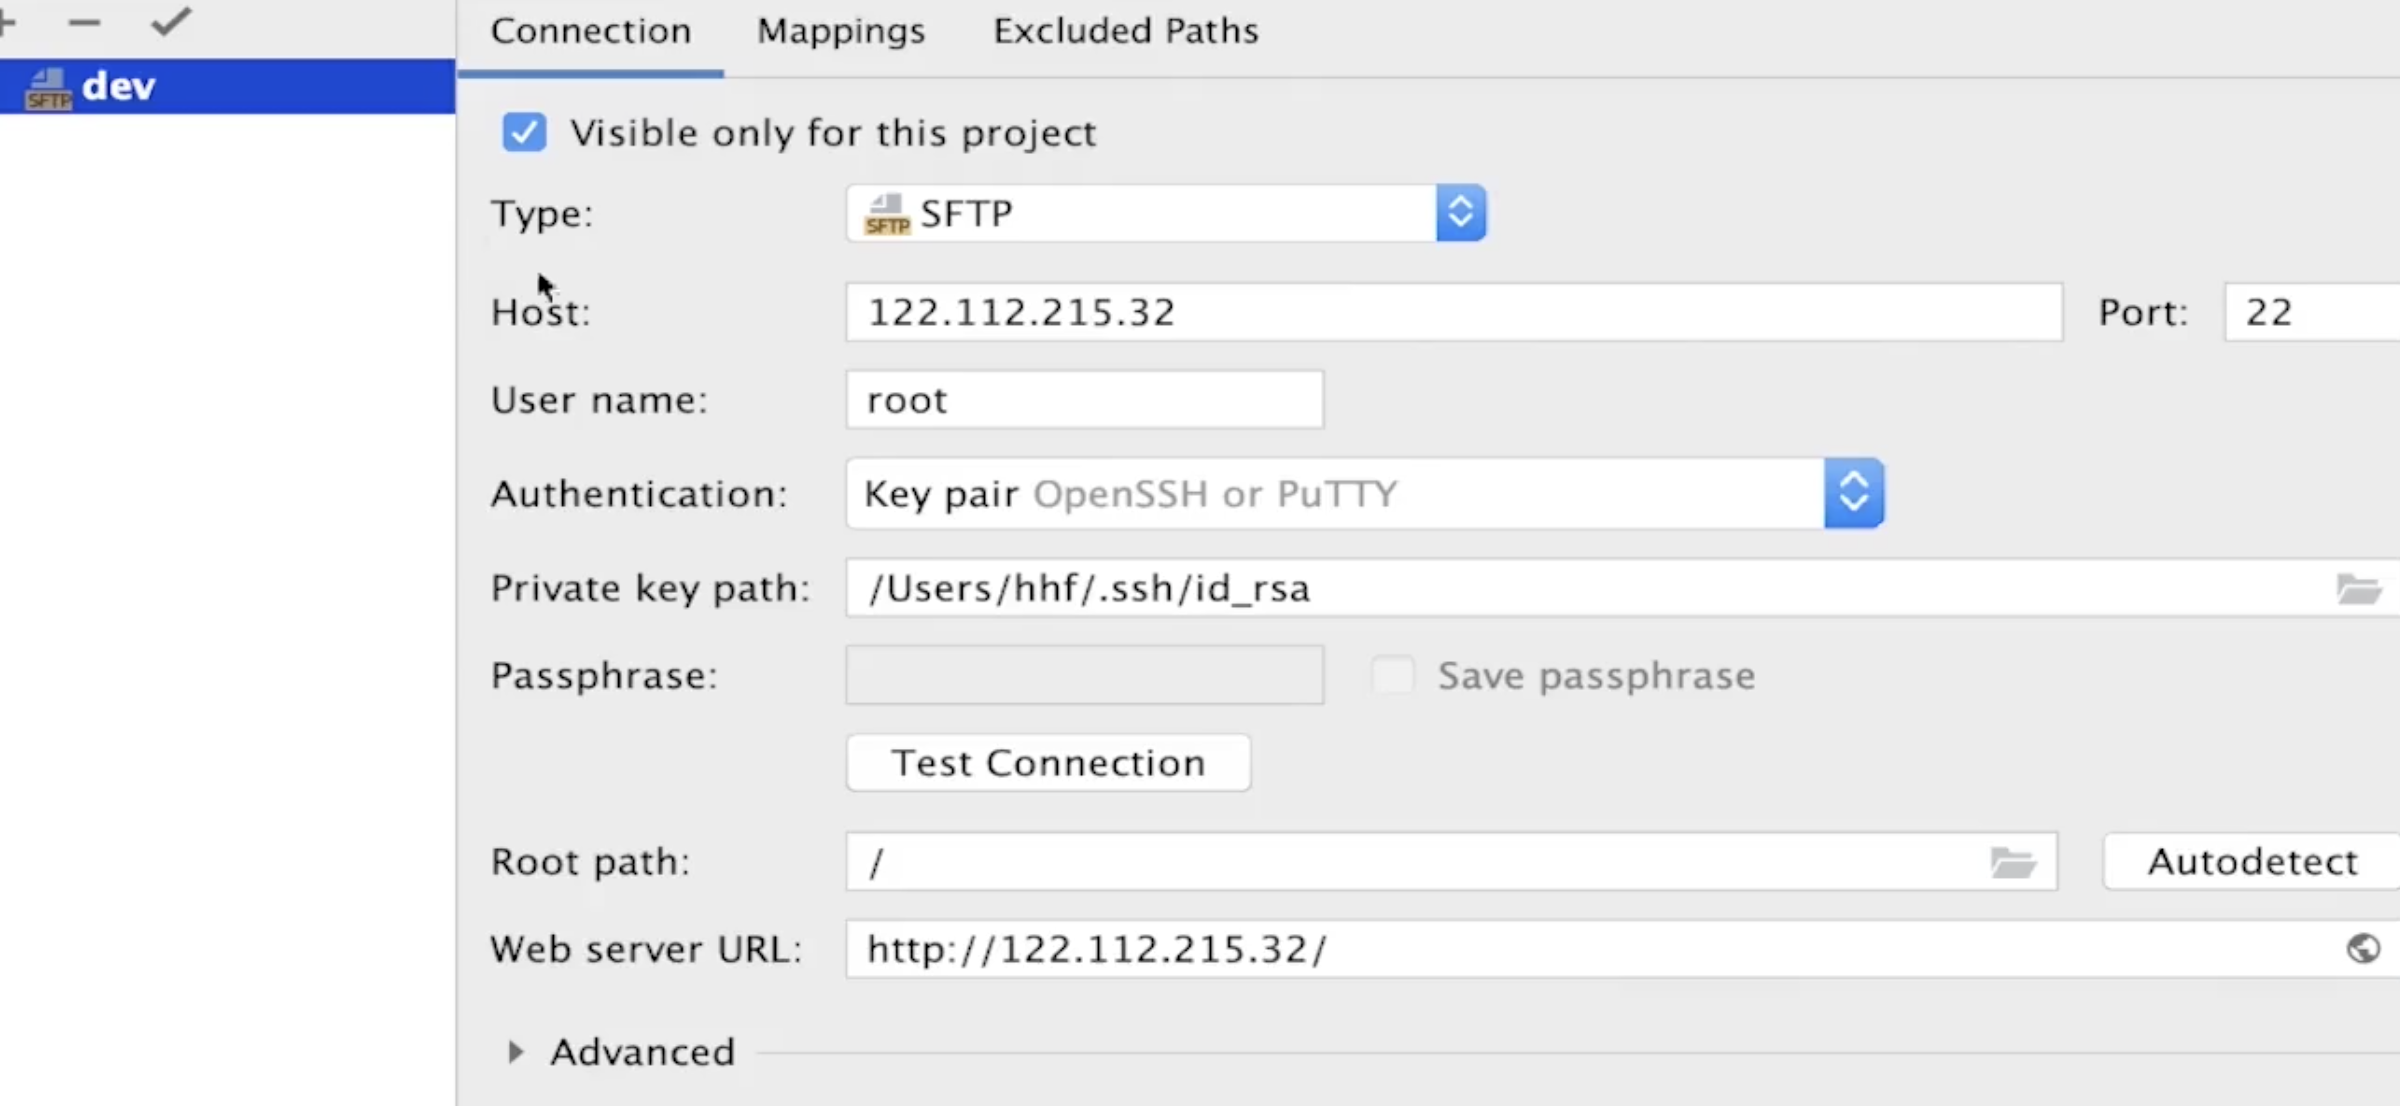 Connection Mappings Excluded Paths
SFTP dev
Visible only for this project
Type: SFTP SFTP
Host: 122.112.215.32 Port: 22
User name: root
Authentication: Key pair OpenSSH or PuTTY
Private key path: /Users/hhf/.ssh/id_rsa
Passphrase: Save passphrase
Test Connection
Root path: / Autodetect
Web server URL: http://122.112.215.32/
Advanced